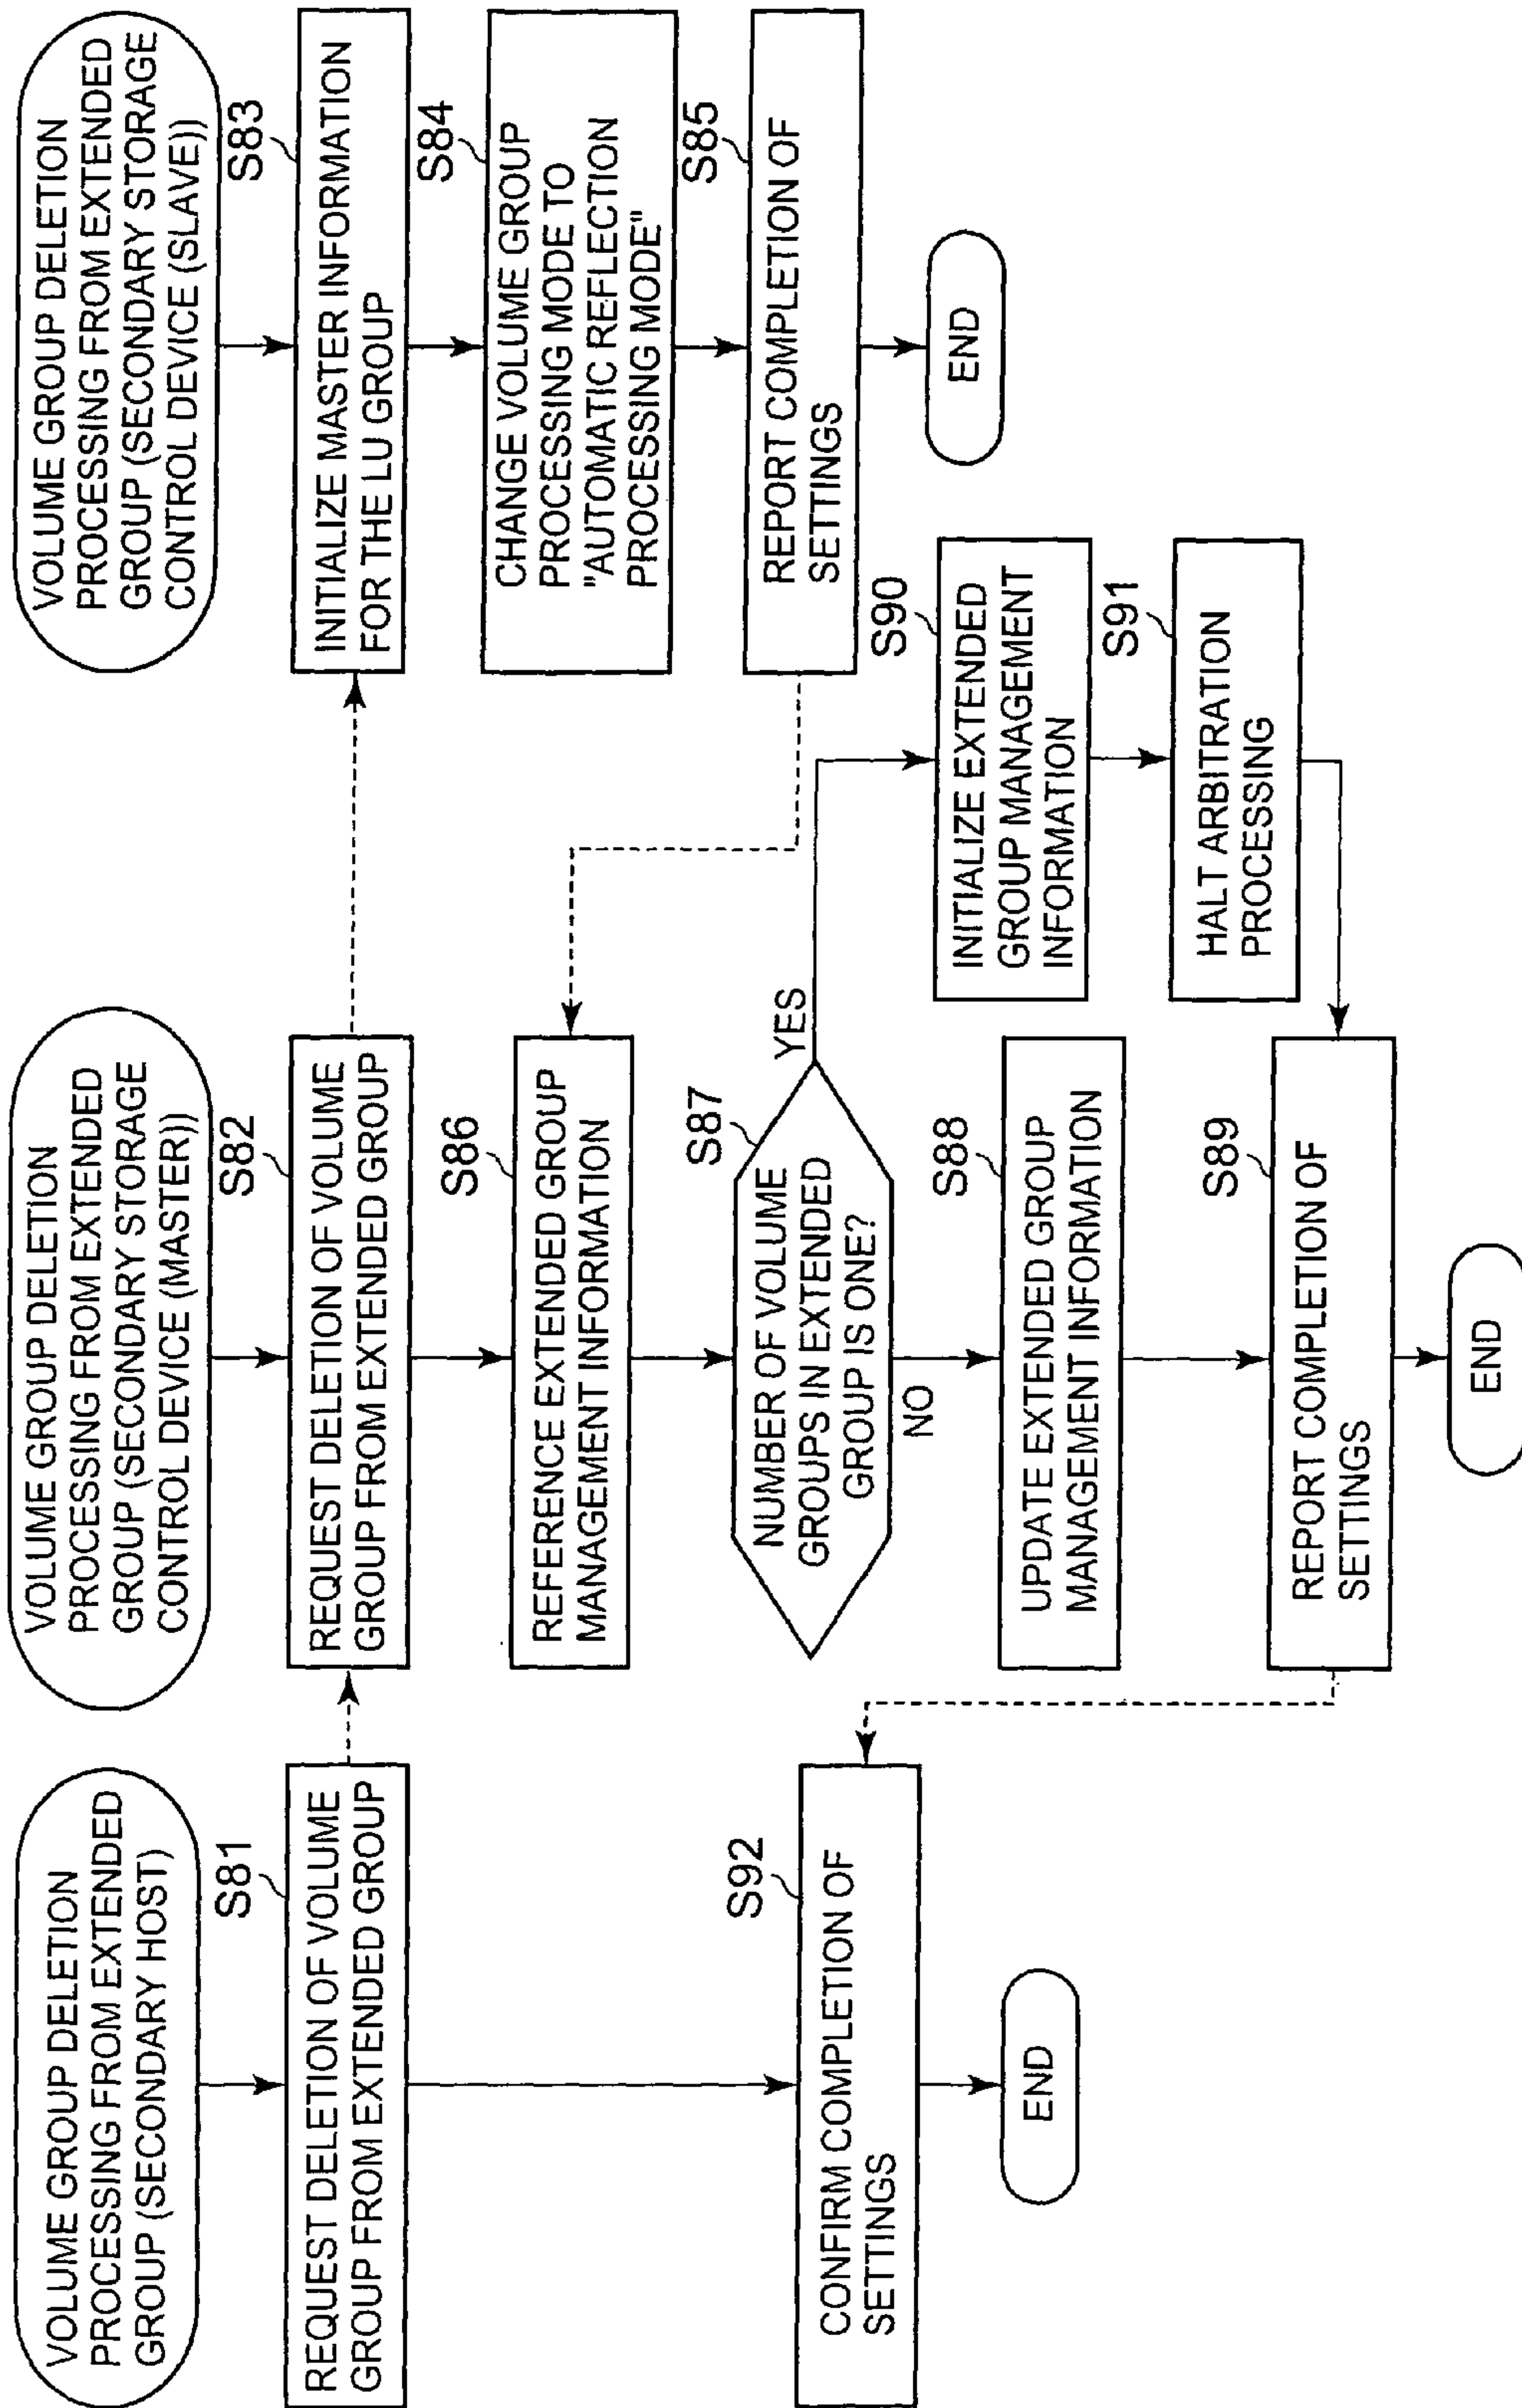 VOLUME GROUP DELETION
PROCESSING FROM EXTENDED
GROUP (SECONDARY HOST)
S81
REQUEST DELETION OF VOLUME
GROUP FROM EXTENDED GROUP
S92
CONFIRM COMPLETION OF
SETTINGS
END
VOLUME GROUP DELETION
PROCESSING FROM EXTENDED
GROUP (SECONDARY STORAGE
CONTROL DEVICE (MASTER))
S82
REQUEST DELETION OF VOLUME
GROUP FROM EXTENDED GROUP
S86
REFERENCE EXTENDED GROUP
MANAGEMENT INFORMATION
S87
NUMBER OF VOLUME
GROUPS IN EXTENDED
GROUP IS ONE?
YES
NO
S88
UPDATE EXTENDED GROUP
MANAGEMENT INFORMATION
S89
REPORT COMPLETION OF
SETTINGS
END
S90
INITIALIZE EXTENDED
GROUP MANAGEMENT
INFORMATION
S91
HALT ARBITRATION
PROCESSING
VOLUME GROUP DELETION
PROCESSING FROM EXTENDED
GROUP (SECONDARY STORAGE
CONTROL DEVICE (SLAVE))
S83
INITIALIZE MASTER INFORMATION
FOR THE LU GROUP
S84
CHANGE VOLUME GROUP
PROCESSING MODE TO
"AUTOMATIC REFLECTION
PROCESSING MODE"
S85
REPORT COMPLETION OF
SETTINGS
END